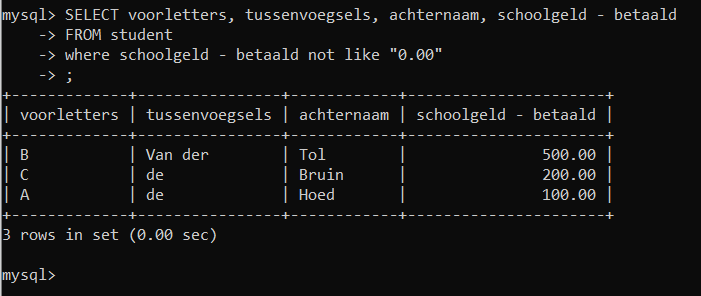 mysql> SELECT voorletters, tussenvoegsels, achternaam, schoolgeld - betaald
    -> FROM student
    -> where schoolgeld - betaald not like "0.00"
    -> ;
+-------------+----------------+------------+----------------------+
| voorletters | tussenvoegsels | achternaam | schoolgeld - betaald |
+-------------+----------------+------------+----------------------+
| B           | Van der        | Tol        |               500.00 |
| C           | de             | Bruin      |               200.00 |
| A           | de             | Hoed       |               100.00 |
+-------------+----------------+------------+----------------------+
3 rows in set (0.00 sec)
mysql>